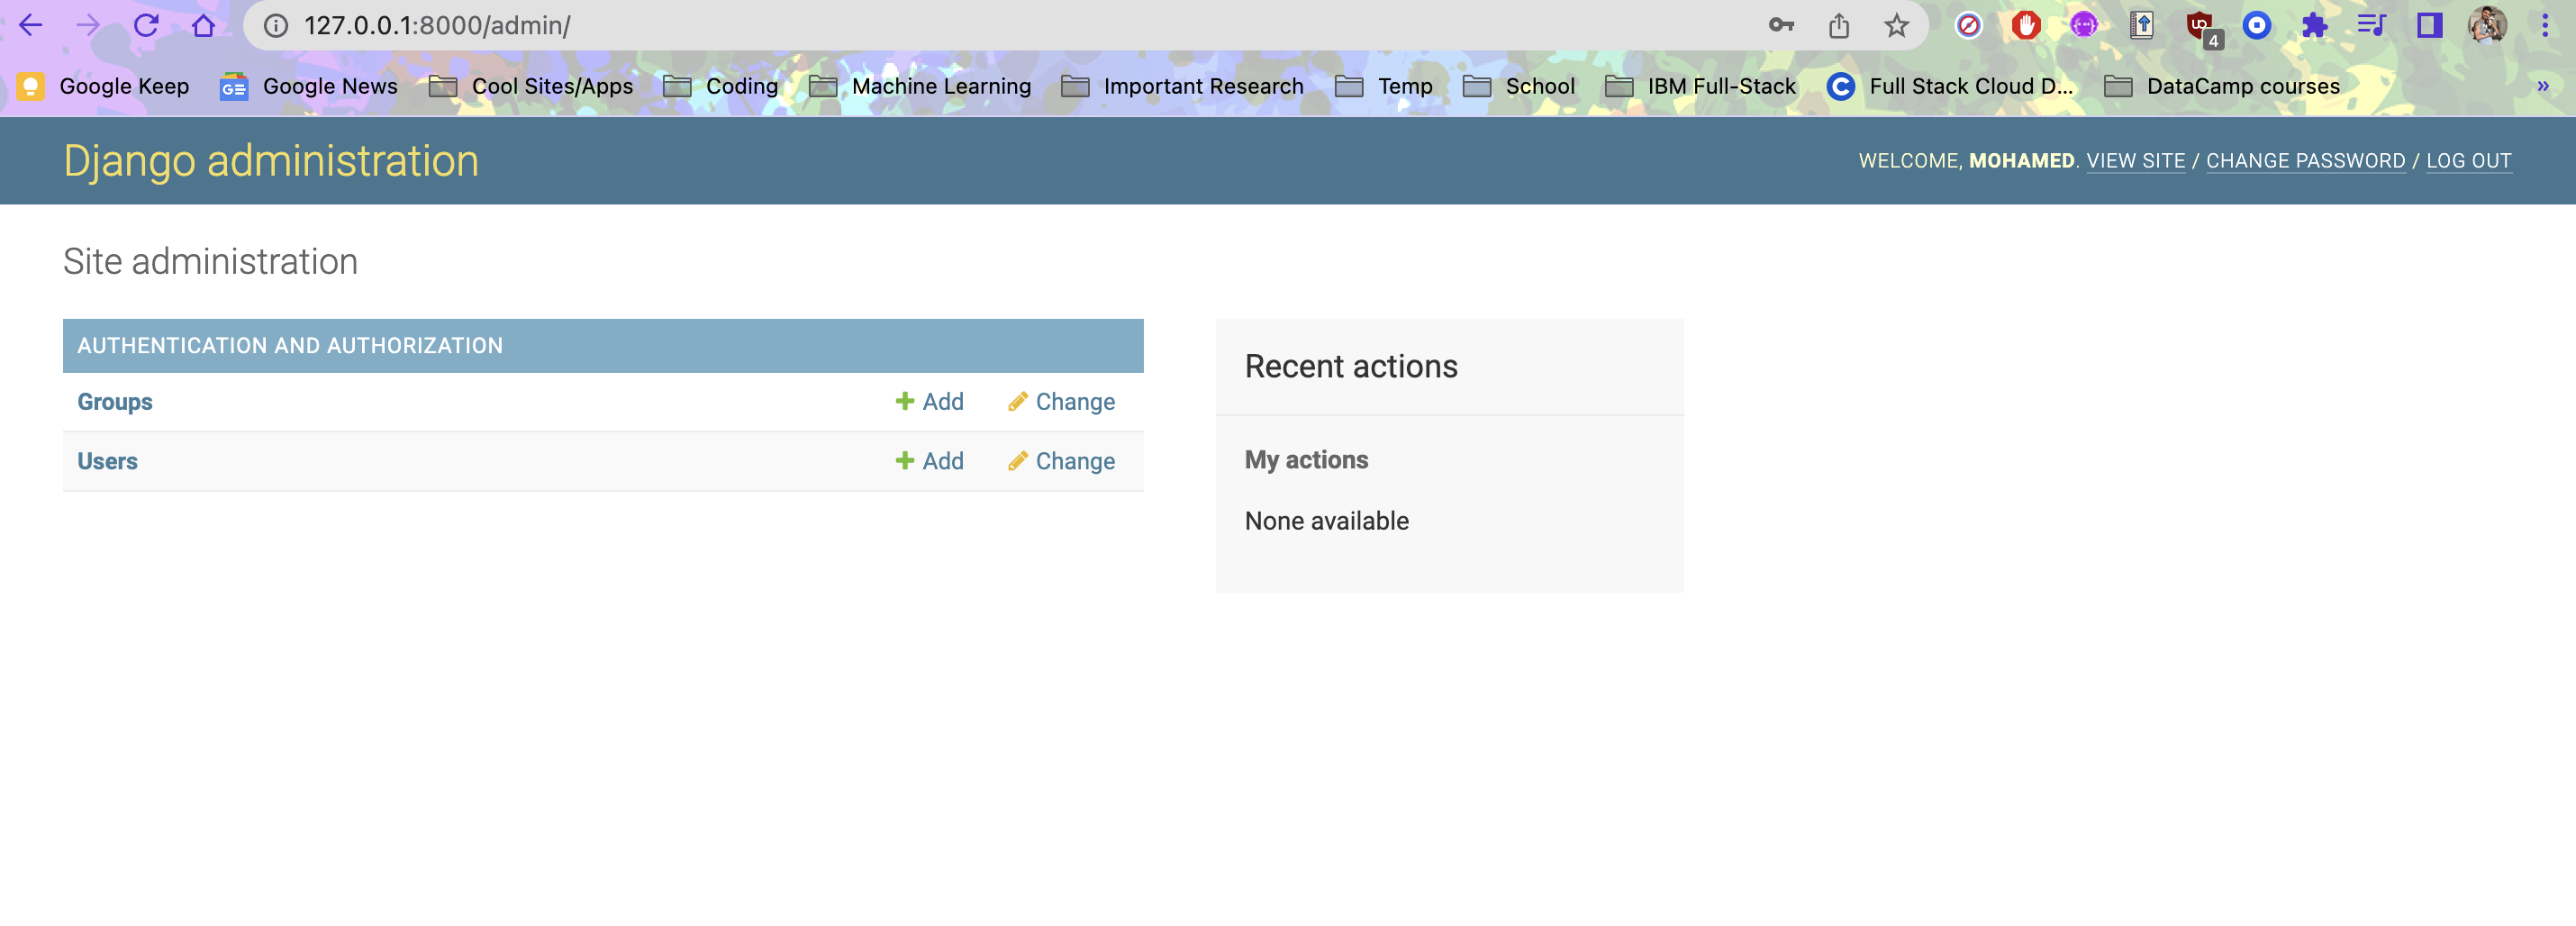 127.0.0.1:8000/admin/
4
Google Keep Google News Cool Sites/Apps Coding Machine Learning Important Research Temp School IBM Full-Stack Full Stack Cloud D... DataCamp courses »
Django administration
WELCOME, MOHAMED. VIEW SITE / CHANGE PASSWORD / LOG OUT
Site administration
AUTHENTICATION AND AUTHORIZATION
Groups Add Change
Users Add Change
Recent actions
My actions
None available